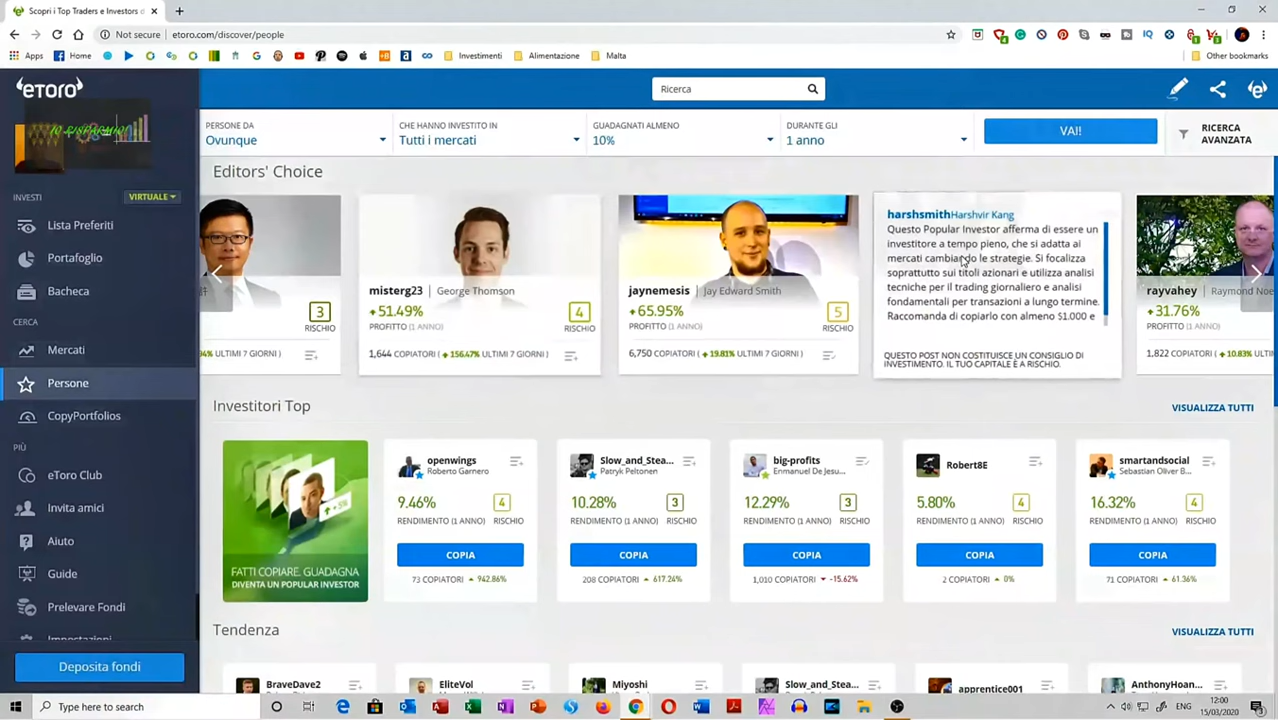 Scopri i Top Traders e Investors d
Not secure
etoro.com/discover/people
Apps
Home
Investimenti
Alimentazione
Malta
Other bookmarks
eTORO
IO RISPARMIO
INVESTI
VIRTUALE
Lista Preferiti
Portafoglio
Bacheca
CERCA
Mercati
Persone
CopyPortfolios
PIÙ
eToro Club
Invita amici
Aiuto
Guide
Prelevare Fondi
Impostazioni
Deposita fondi
Ricerca
PERSONE DA
Ovunque
CHE HANNO INVESTITO IN
Tutti i mercati
GUADAGNATI ALMENO
10%
DURANTE GLI
1 anno
VAI!
RICERCA
AVANZATA
Editors' Choice
3
RISCHIO
94% ULTIMI 7 GIORNI )
misterg23 | George Thomson
51.49%
PROFITTO (1 ANNO)
4
RISCHIO
1,644 COPIATORI ( 156.47% ULTIMI 7 GIORNI )
jaynemesis | Jay Edward Smith
65.95%
PROFITTO (1 ANNO)
5
RISCHIO
6,750 COPIATORI ( 19.81% ULTIMI 7 GIORNI )
harshsmith Harshvir Kang
Questo Popular Investor afferma di essere un
investitore a tempo pieno, che si adatta ai
mercati cambiando le strategie. Si focalizza
soprattutto sui titoli azionari e utilizza analisi
tecniche per il trading giornaliero e analisi
fondamentali per transazioni a lungo termine.
Raccomanda di copiarlo con almeno $1.000 e
QUESTO POST NON COSTITUISCE UN CONSIGLIO DI
INVESTIMENTO. IL TUO CAPITALE È A RISCHIO.
rayvahey | Raymond Noe
31.76%
PROFITTO (1 ANNO)
1,822 COPIATORI ( 10.83% ULTI
Investitori Top
VISUALIZZA TUTTI
FATTI COPIARE. GUADAGNA
DIVENTA UN POPULAR INVESTOR
openwings
Roberto Garnero
9.46%
4
RENDIMENTO (1 ANNO) RISCHIO
COPIA
73 COPIATORI 942.86%
Slow_and_Stea...
Patryk Peltonen
10.28%
3
RENDIMENTO (1 ANNO) RISCHIO
COPIA
208 COPIATORI 617.24%
big-profits
Enmanuel De Jesu...
12.29%
3
RENDIMENTO (1 ANNO) RISCHIO
COPIA
1,010 COPIATORI -15.62%
Robert8E
5.80%
4
RENDIMENTO (1 ANNO) RISCHIO
COPIA
2 COPIATORI 0%
smartandsocial
Sebastian Oliver B...
16.32%
4
RENDIMENTO (1 ANNO) RISCHIO
COPIA
71 COPIATORI 61.36%
Tendenza
VISUALIZZA TUTTI
BraveDave2
EliteVol
Miyoshi
Slow_and_Stea...
apprentice001
AnthonyHoan...
Type here to search
ENG
12:00
15/03/2020